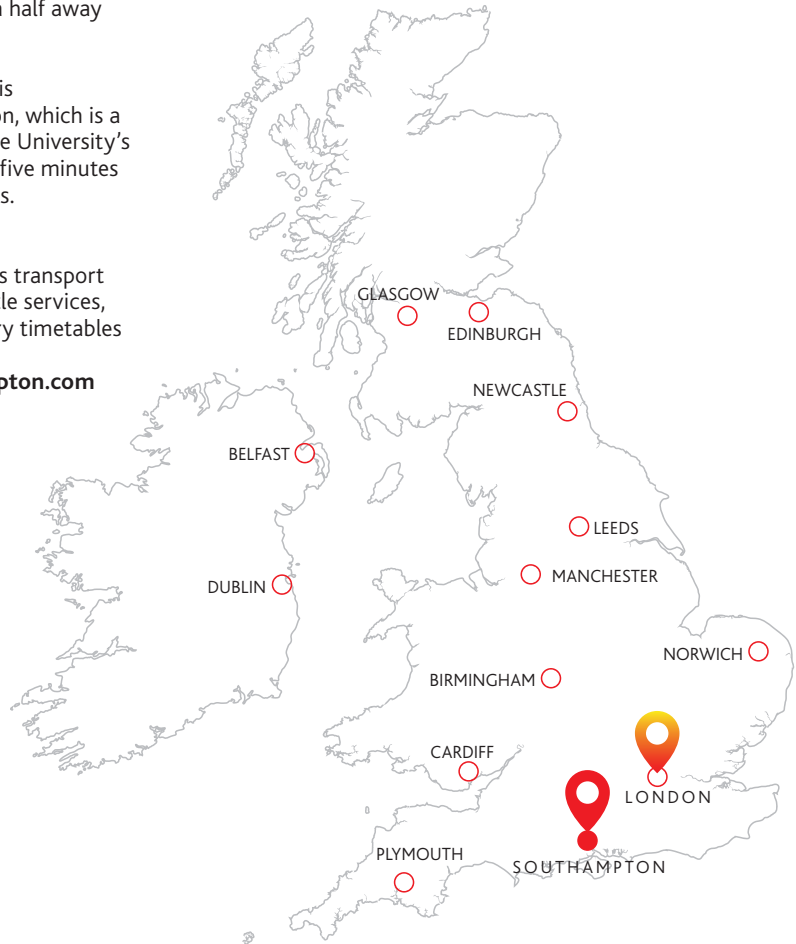 half away
is
which is a
e University's
five minutes
s.
s transport
le services,
ry timetables
pton.com
GLASGOW
EDINBURGH
NEWCASTLE
BELFAST
LEEDS
MANCHESTER
DUBLIN
NORWICH
BIRMINGHAM
CARDIFF
LONDON
PLYMOUTH
SOUTHAMPTON